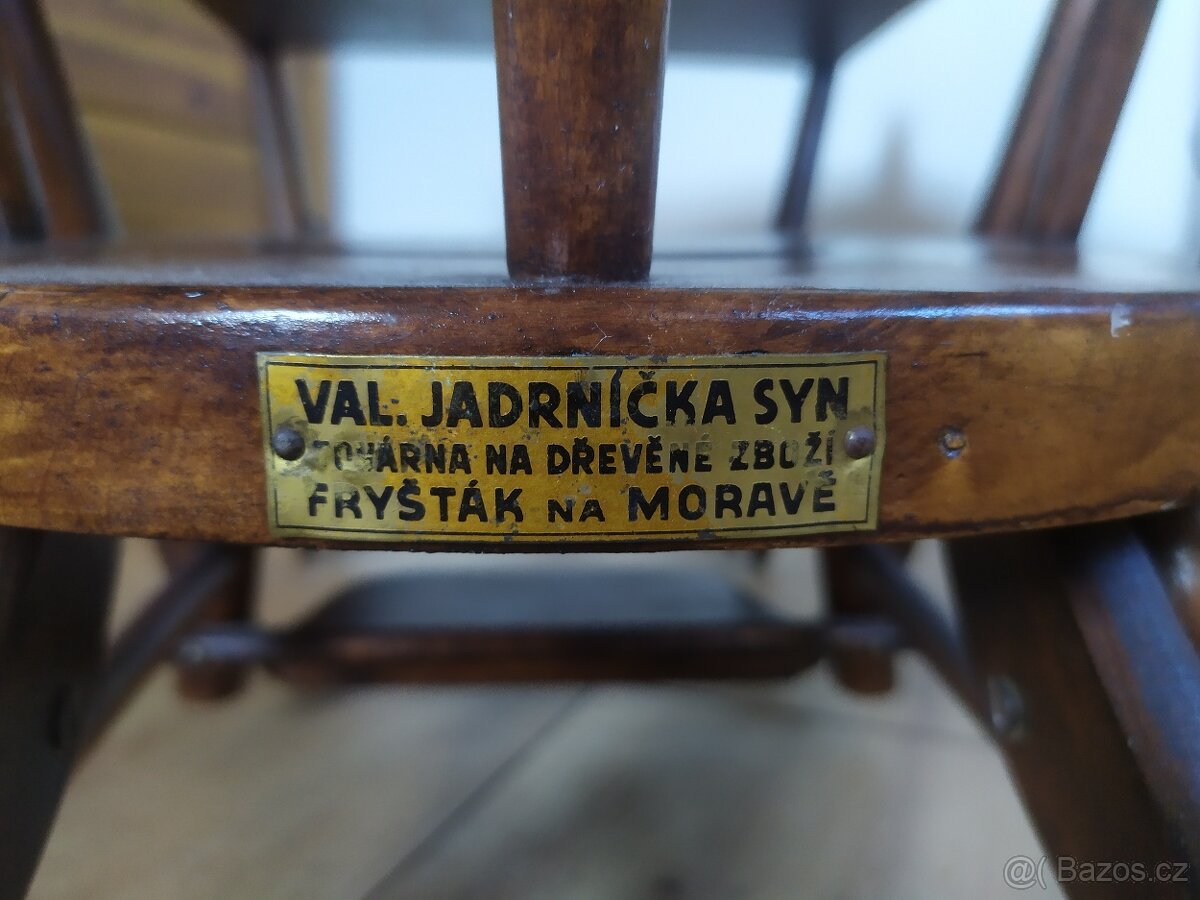 VAL. JADRNÍČKA SYN
TOVÁRNA NA DŘEVĚNÉ ZBOŽÍ
FRYŠTÁK NA MORAVĚ
@( Bazos.cz